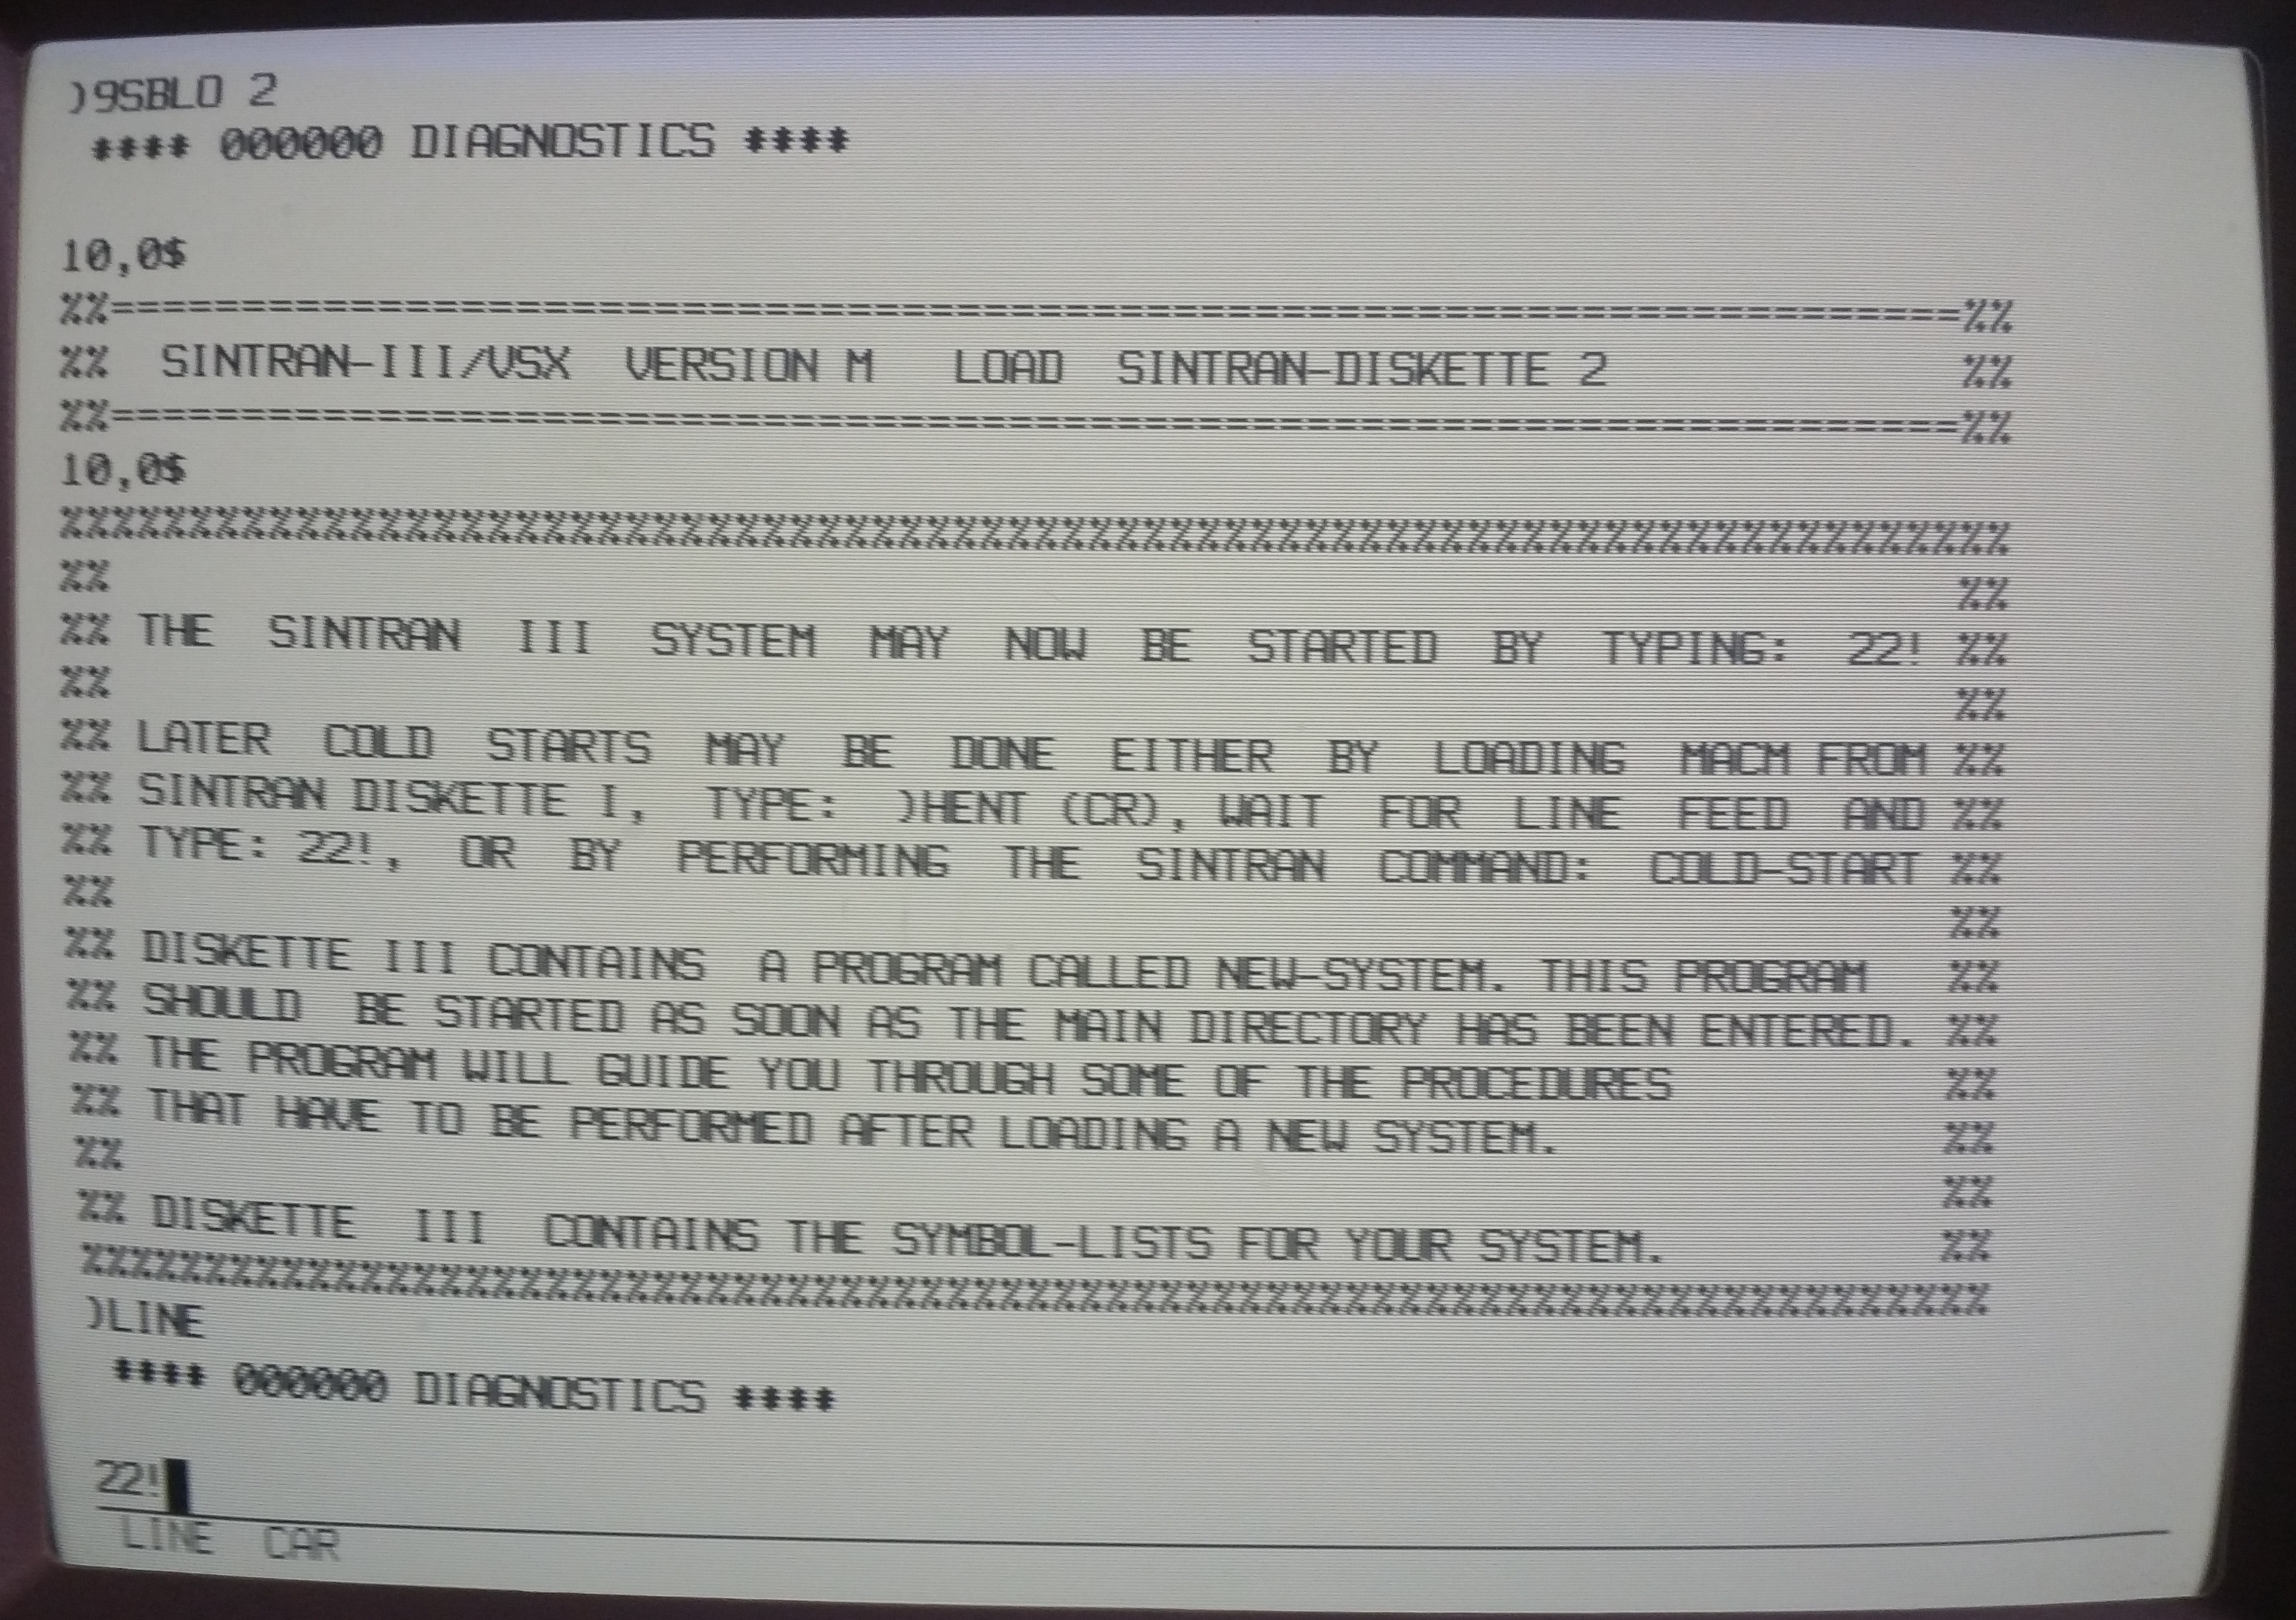 )9SBLO 2
#### 000000 DIAGNOSTICS ####
10,0$
%%========================================================================%%
%%  SINTRAN-III/VSX  VERSION M   LOAD  SINTRAN-DISKETTE 2              %%
%%========================================================================%%
10,0$
%%%%%%%%%%%%%%%%%%%%%%%%%%%%%%%%%%%%%%%%%%%%%%%%%%%%%%%%%%%%%%%%%%%%%%%%%%%%%%
%%                                                                        %%
%% THE  SINTRAN  III  SYSTEM  MAY  NOW  BE  STARTED  BY  TYPING:  22! %%
%%                                                                        %%
%% LATER  COLD  STARTS  MAY  BE  DONE  EITHER  BY  LOADING  MACM FROM %%
%% SINTRAN DISKETTE I,  TYPE:  )HENT (CR), WAIT  FOR  LINE  FEED  AND %%
%% TYPE: 22!,  OR  BY  PERFORMING  THE  SINTRAN  COMMAND:  COLD-START %%
%%                                                                        %%
%% DISKETTE III CONTAINS  A PROGRAM CALLED NEW-SYSTEM. THIS PROGRAM   %%
%% SHOULD  BE STARTED AS SOON AS THE MAIN DIRECTORY HAS BEEN ENTERED. %%
%% THE PROGRAM WILL GUIDE YOU THROUGH SOME OF THE PROCEDURES          %%
%% THAT HAVE TO BE PERFORMED AFTER LOADING A NEW SYSTEM.              %%
%%                                                                        %%
%% DISKETTE  III  CONTAINS THE SYMBOL-LISTS FOR YOUR SYSTEM.          %%
%%%%%%%%%%%%%%%%%%%%%%%%%%%%%%%%%%%%%%%%%%%%%%%%%%%%%%%%%%%%%%%%%%%%%%%%%%%%%%
)LINE
#### 000000 DIAGNOSTICS ####
22!
LINE  CAR